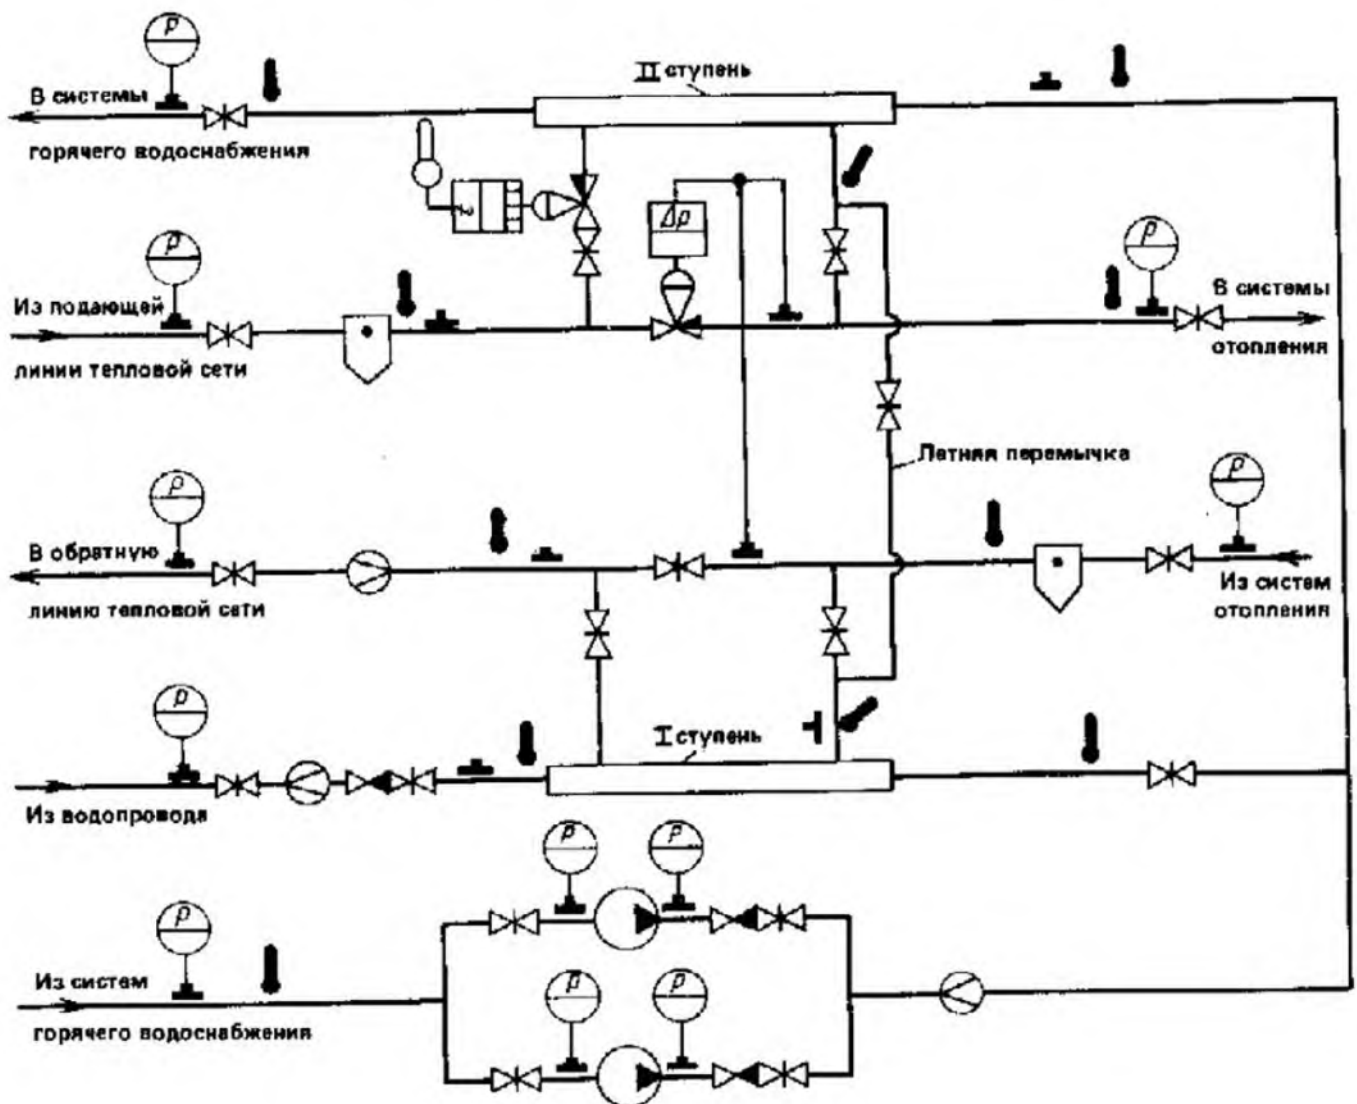 P
II ступень
В системы
горячего водоснабжения
P
Δp
P
Из подающей
В системы
линии тепловой сети
отопления
Летняя перемычка
P
P
В обратную
Из систем
линию тепловой сети
отопления
P
I ступень
Из водопровода
P
P
P
Из систем
P
P
горячего водоснабжения